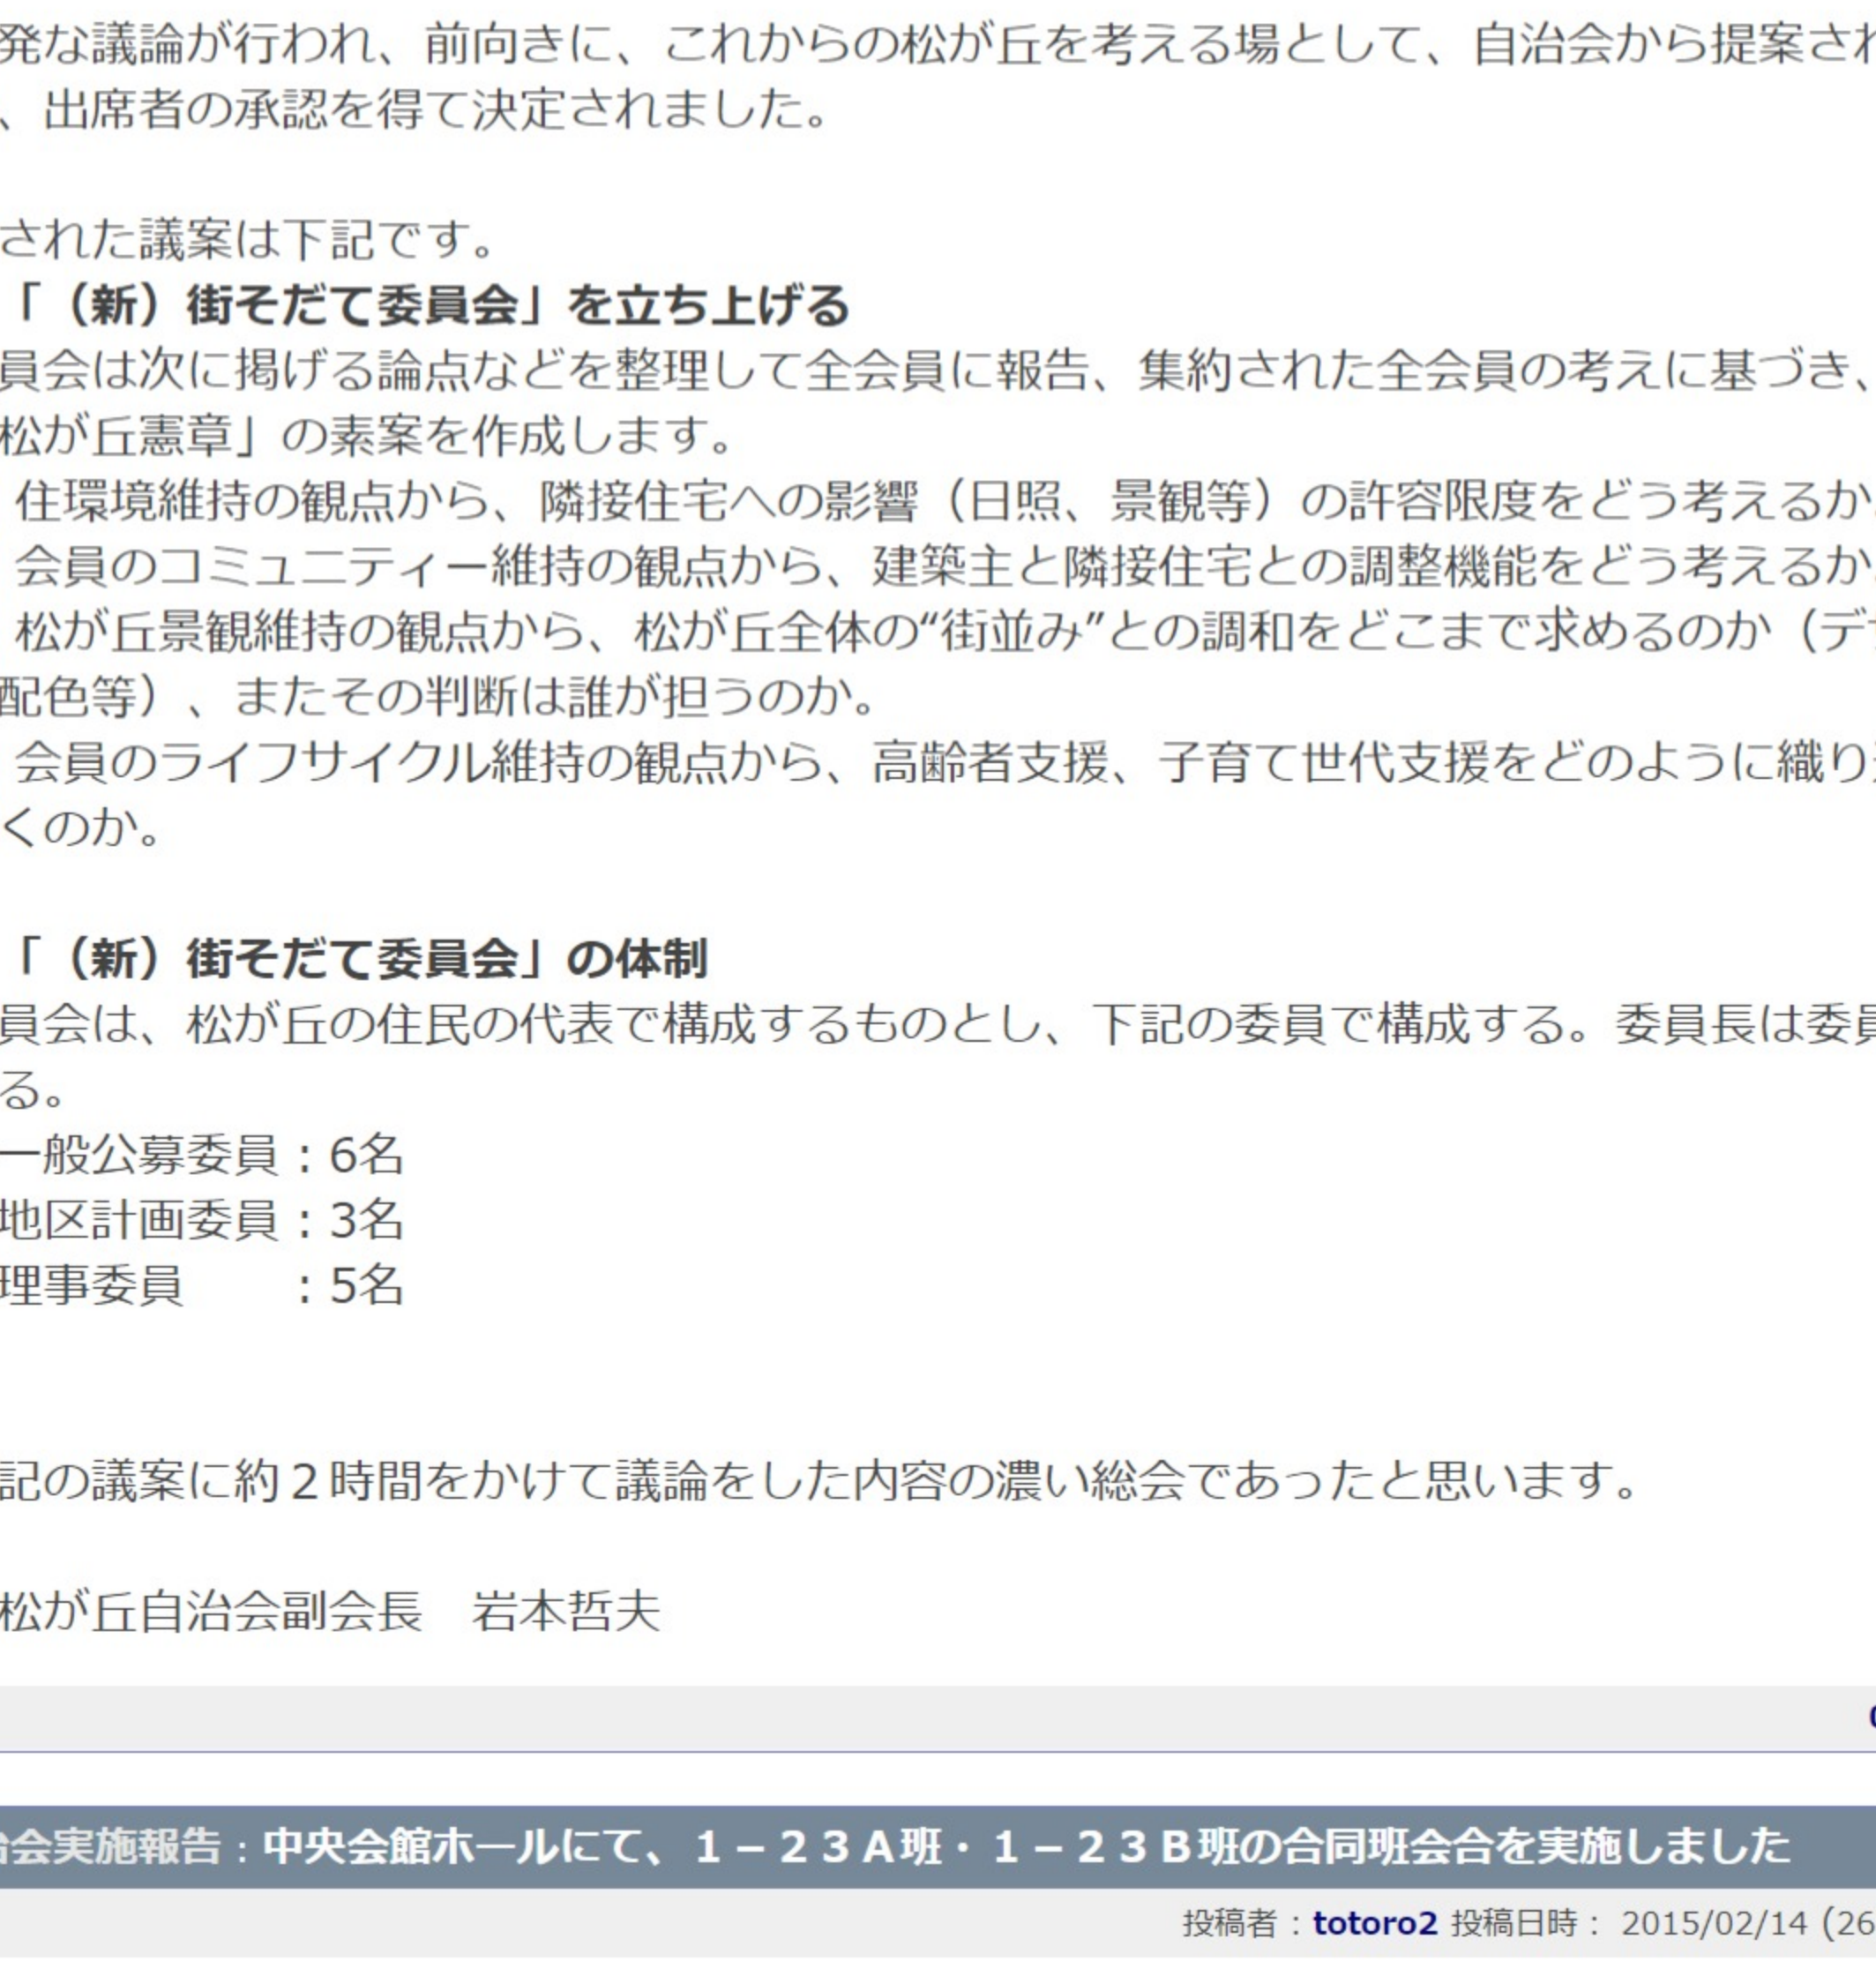 発な議論が行われ、前向きに、これからの松が丘を考える場として、自治会から提案され
、出席者の承認を得て決定されました。
された議案は下記です。
「（新）街そだて委員会」を立ち上げる
員会は次に掲げる論点などを整理して全会員に報告、集約された全会員の考えに基づき、
松が丘憲章」の素案を作成します。
住環境維持の観点から、隣接住宅への影響（日照、景観等）の許容限度をどう考えるか
会員のコミュニティー維持の観点から、建築主と隣接住宅との調整機能をどう考えるか
松が丘景観維持の観点から、松が丘全体の“街並み”との調和をどこまで求めるのか（デ
配色等）、またその判断は誰が担うのか。
会員のライフサイクル維持の観点から、高齢者支援、子育て世代支援をどのように織り
くのか。
「（新）街そだて委員会」の体制
員会は、松が丘の住民の代表で構成するものとし、下記の委員で構成する。委員長は委員
る。
一般公募委員：6名
地区計画委員：3名
理事委員　　：5名
記の議案に約２時間をかけて議論をした内容の濃い総会であったと思います。
松が丘自治会副会長　岩本哲夫
治会実施報告：中央会館ホールにて、１－２３Ａ班・１－２３Ｂ班の合同班会合を実施しました
投稿者：totoro2 投稿日時： 2015/02/14 (26